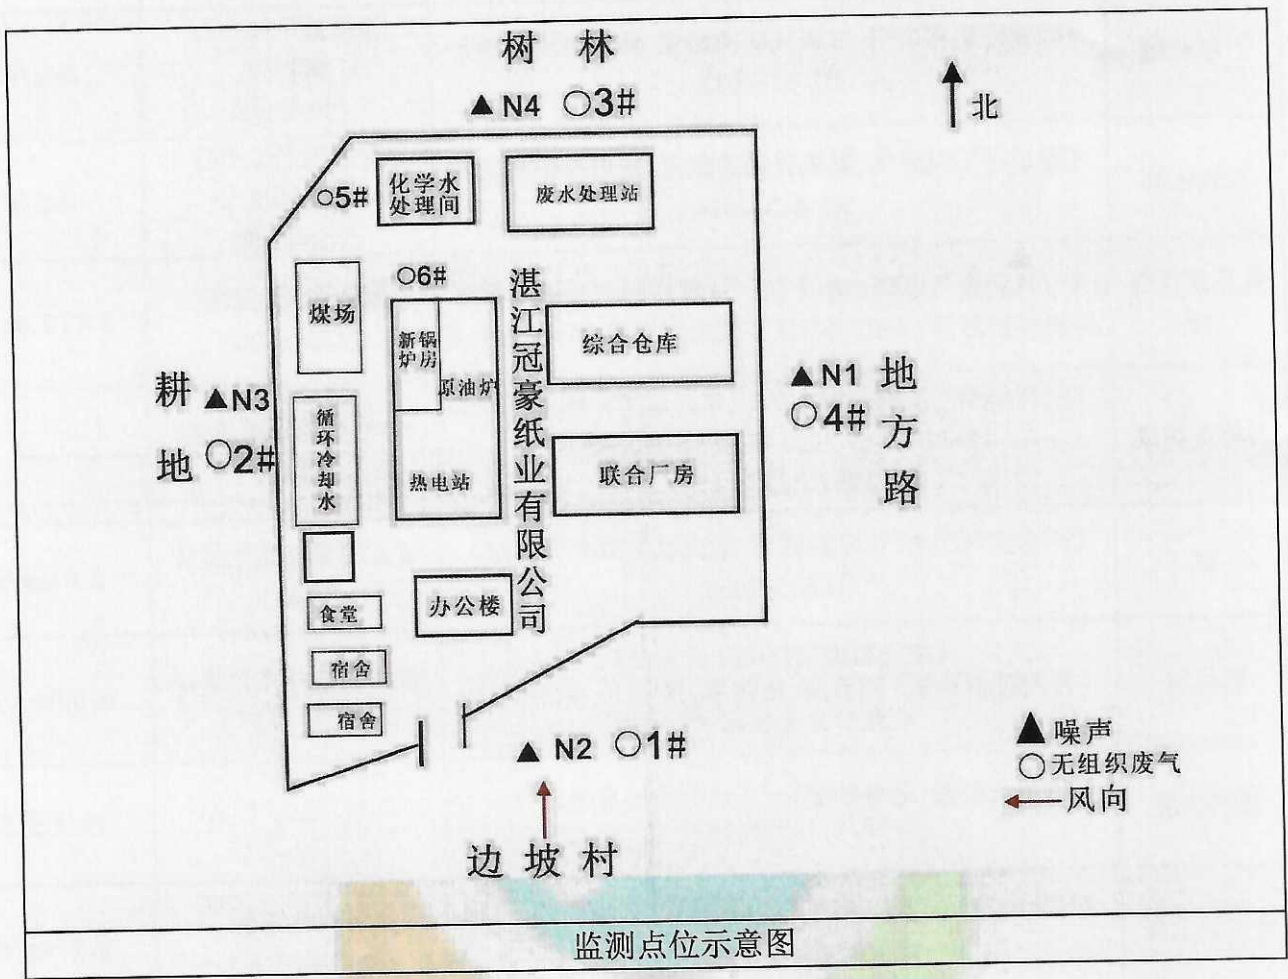 树 林
▲ N4 ○3#
北
○5#
化学水
处理间
废水处理站
○6#
煤场
新锅
炉房
原油炉
热电站
湛江冠豪纸业有限公司
综合仓库
▲N1
○4#
地方路
耕地
▲N3
○2#
循环冷却水
联合厂房
办公楼
食堂
宿舍
宿舍
▲ N2 ○1#
▲ 噪声
○ 无组织废气
← 风向
边 坡 村
监测点位示意图